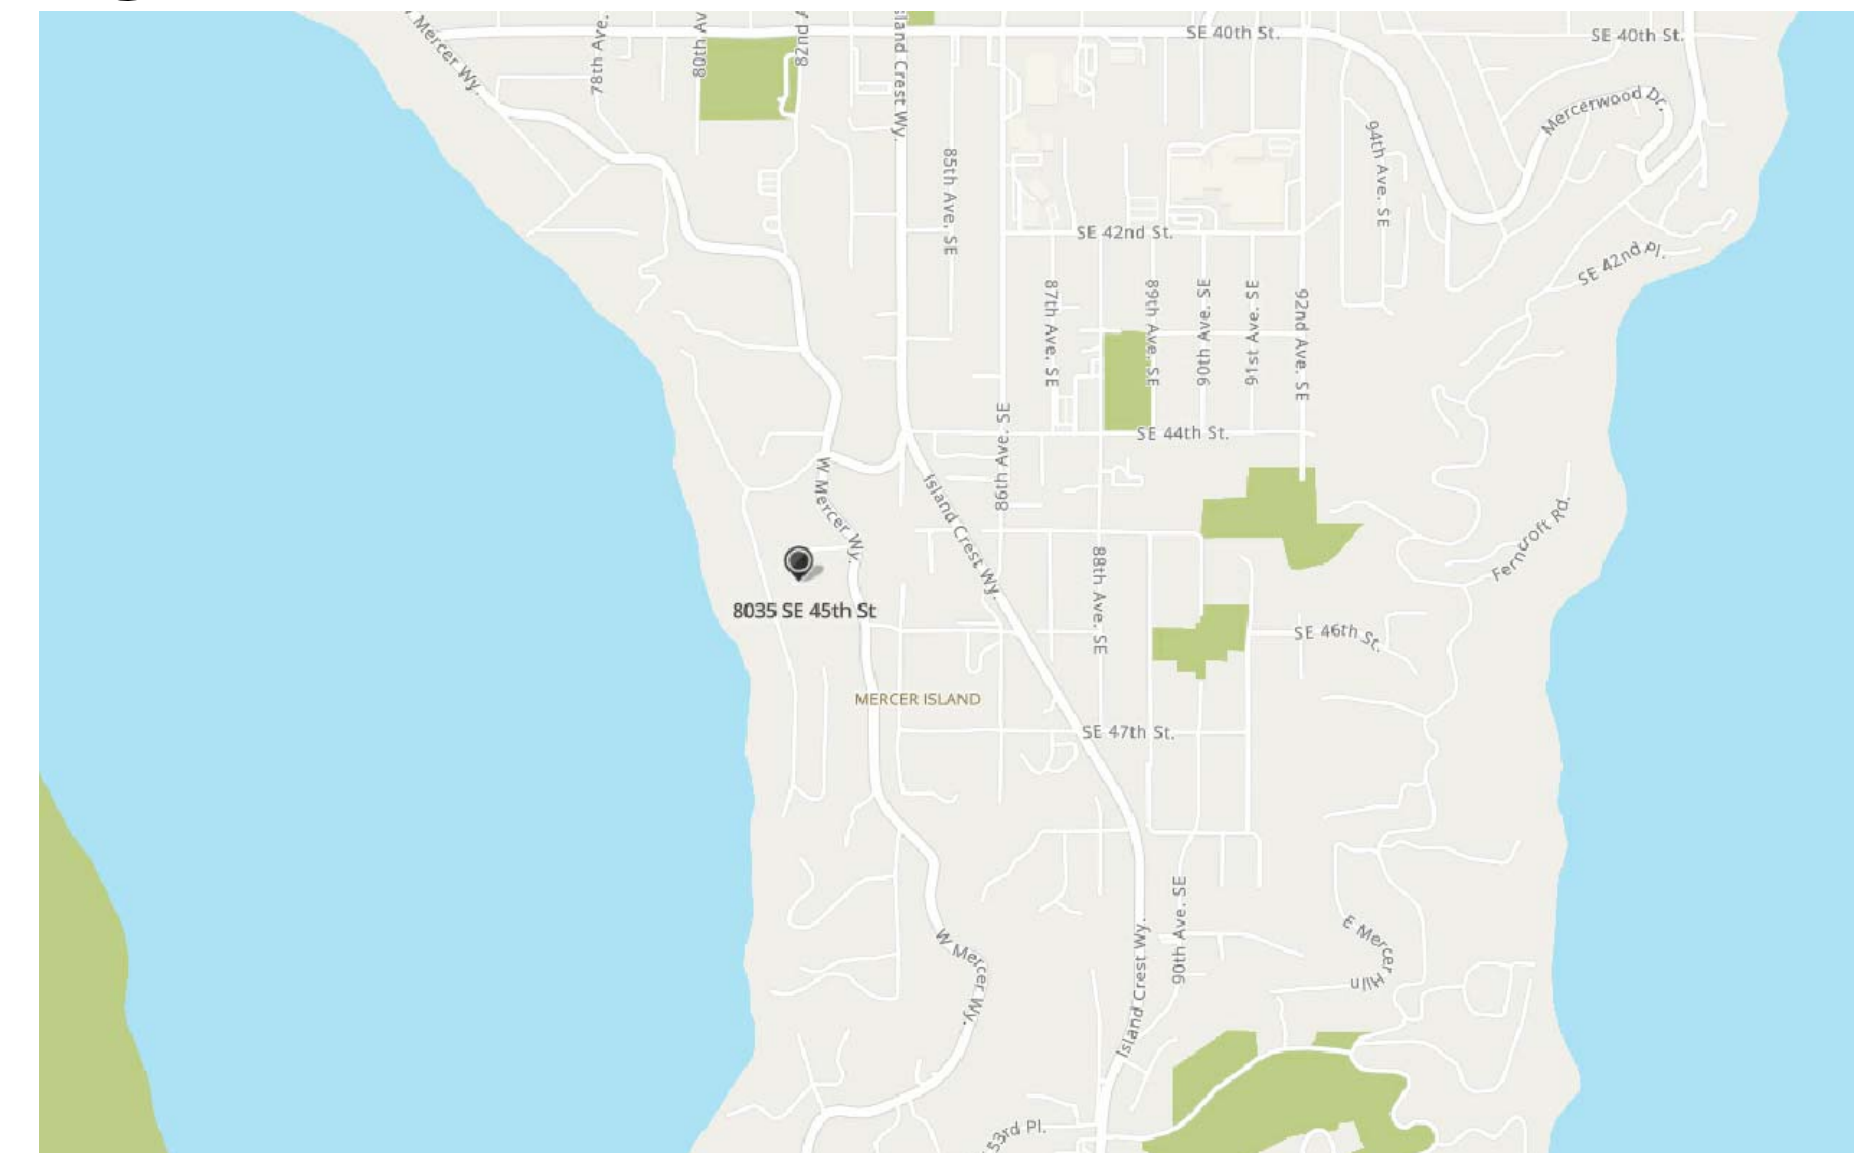 W Mercer Wy.
78th Ave.
80th AV
82nd
sland Crest Wy.
SE 40th St.
SE 40th St.
Mercerwood Dr.
94th Ave. SE
85th Ave. SE
SE 42nd St.
SE 42nd Pl.
87th Ave. SE
89th Ave. SE
90th Ave. SE
91st Ave. SE
92nd Ave. SE
86th Ave. SE
SE 44th St.
W Mercer Wy.
Island Crest Wy.
Ferncroft Rd.
88th Ave. SE
8035 SE 45th St
SE 46th St.
MERCER ISLAND
SE 47th St.
90th Ave. SE
E Mercer
W Mercer Wy.
Island Crest Wy.
53rd Pl.